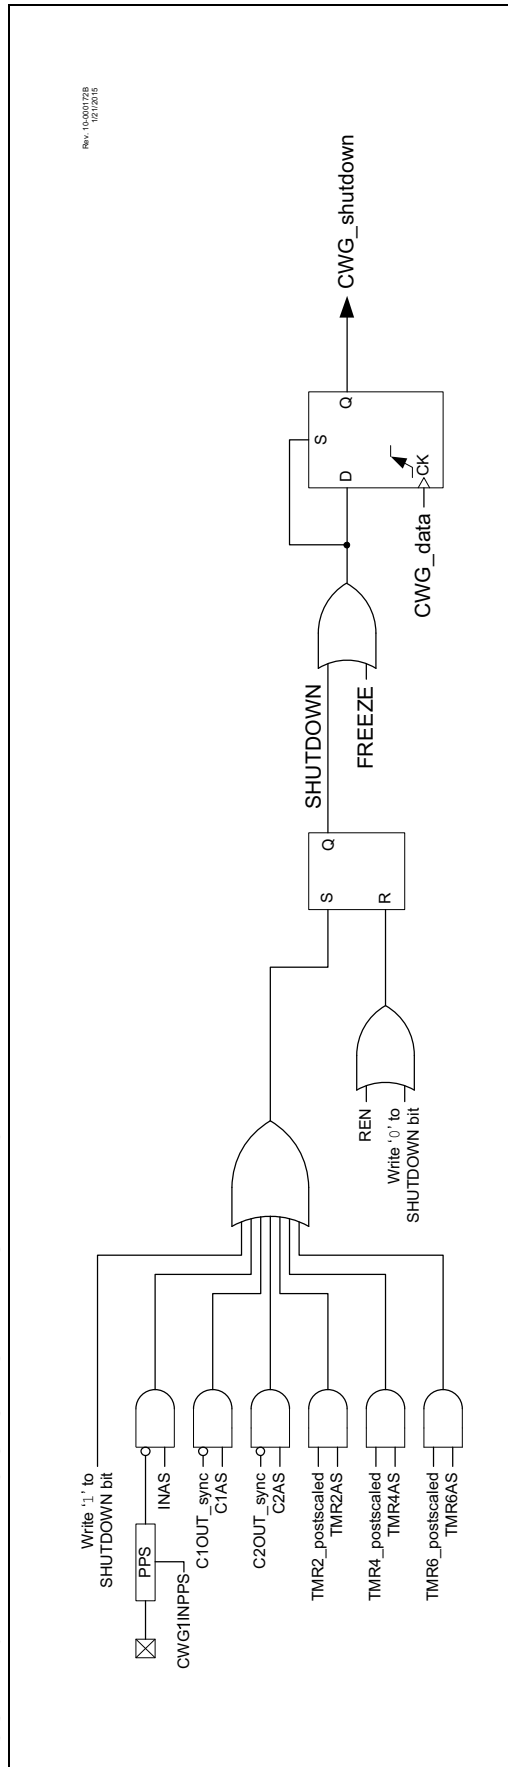 Rev. 10-000172B
1/21/2015
Write '1' to
SHUTDOWN bit
PPS
CWG1INPPS
INAS
C1OUT_sync
C1AS
C2OUT_sync
C2AS
TMR2_postscaled
TMR2AS
TMR4_postscaled
TMR4AS
TMR6_postscaled
TMR6AS
REN
Write '0' to
SHUTDOWN bit
S
R
Q
SHUTDOWN
FREEZE
D
S
Q
CK
CWG_data
CWG_shutdown